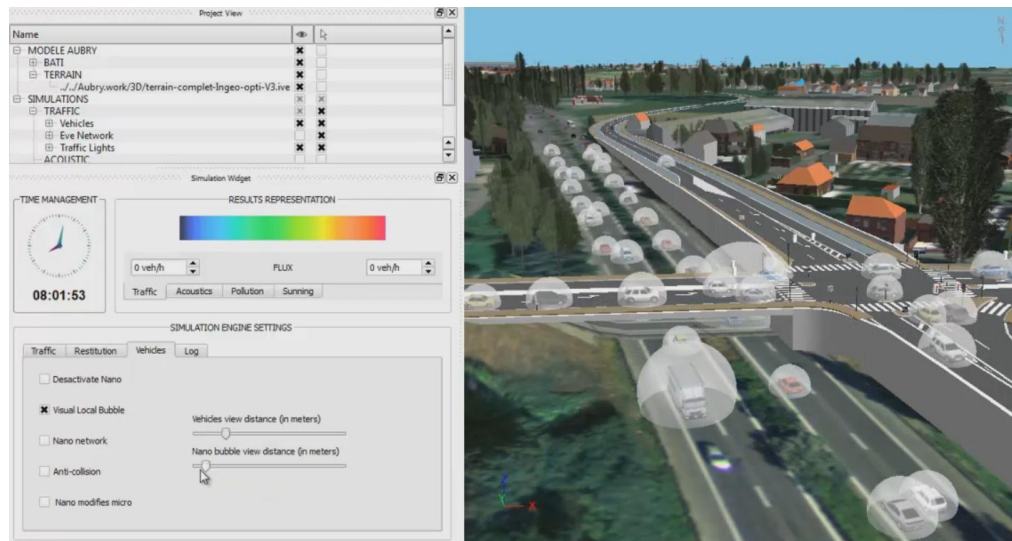 Project View
Name
MODELE AUBRY
BATI
TERRAIN
../../Aubry.work/3D/terrain-complet-Ingeo-opti-V3.ive
SIMULATIONS
TRAFFIC
Vehicles
Eve Network
Traffic Lights
ACOUSTIC
Simulation Widget
TIME MANAGEMENT
RESULTS REPRESENTATION
0 veh/h FLUX 0 veh/h
08:01:53
Traffic Acoustics Pollution Sunning
SIMULATION ENGINE SETTINGS
Traffic Restitution Vehicles Log
Desactivate Nano
Visual Local Bubble
Vehicles view distance (in meters)
Nano network
Nano bubble view distance (in meters)
Anti-collision
Nano modifies micro
Y X